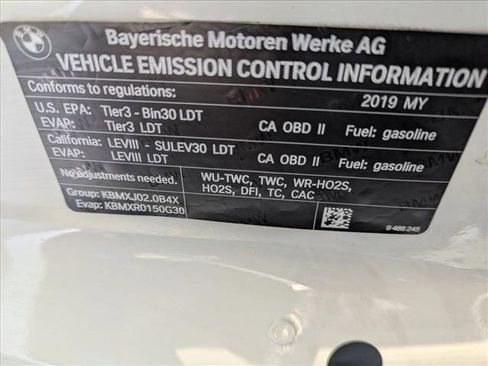 BMW
Bayerische Motoren Werke AG
VEHICLE EMISSION CONTROL INFORMATION
Conforms to regulations: 2019 MY
U.S. EPA: Tier3 - Bin30 LDT
EVAP: Tier3 LDT CA OBD II Fuel: gasoline
California: LEVIII - SULEV30 LDT
EVAP: LEVIII LDT CA OBD II Fuel: gasoline
No adjustments needed. WU-TWC, TWC, WR-HO2S,
HO2S, DFI, TC, CAC
Group: KBMXJ02.0B4X
Evap: KBMXR0150G30
9 468 245